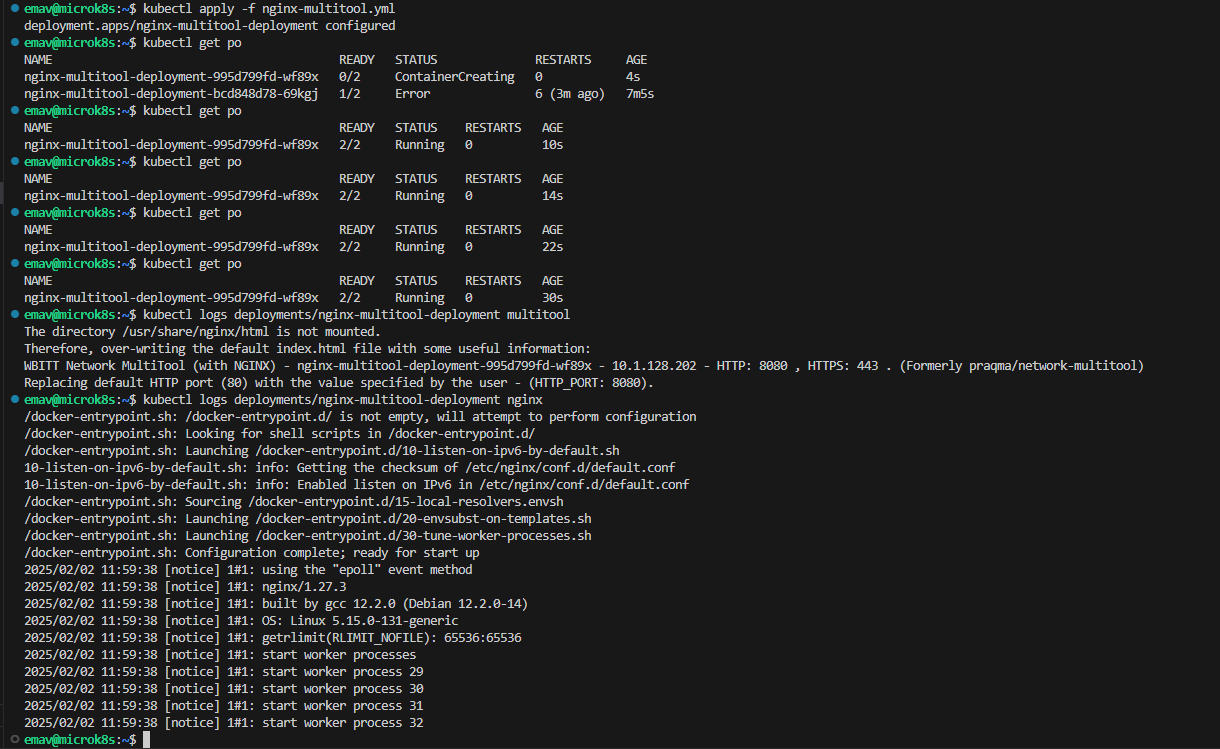 emav@microk8s:~$ kubectl apply -f nginx-multitool.yml
deployment.apps/nginx-multitool-deployment configured
emav@microk8s:~$ kubectl get po
NAME READY STATUS RESTARTS AGE
nginx-multitool-deployment-995d799fd-wf89x 0/2 ContainerCreating 0 4s
nginx-multitool-deployment-bcd848d78-69kgj 1/2 Error 6 (3m ago) 7m5s
emav@microk8s:~$ kubectl get po
NAME READY STATUS RESTARTS AGE
nginx-multitool-deployment-995d799fd-wf89x 2/2 Running 0 10s
emav@microk8s:~$ kubectl get po
NAME READY STATUS RESTARTS AGE
nginx-multitool-deployment-995d799fd-wf89x 2/2 Running 0 14s
emav@microk8s:~$ kubectl get po
NAME READY STATUS RESTARTS AGE
nginx-multitool-deployment-995d799fd-wf89x 2/2 Running 0 22s
emav@microk8s:~$ kubectl get po
NAME READY STATUS RESTARTS AGE
nginx-multitool-deployment-995d799fd-wf89x 2/2 Running 0 30s
emav@microk8s:~$ kubectl logs deployments/nginx-multitool-deployment multitool
The directory /usr/share/nginx/html is not mounted.
Therefore, over-writing the default index.html file with some useful information:
WBITT Network MultiTool (with NGINX) - nginx-multitool-deployment-995d799fd-wf89x - 10.1.128.202 - HTTP: 8080 , HTTPS: 443 . (Formerly praqma/network-multitool)
Replacing default HTTP port (80) with the value specified by the user - (HTTP_PORT: 8080).
emav@microk8s:~$ kubectl logs deployments/nginx-multitool-deployment nginx
/docker-entrypoint.sh: /docker-entrypoint.d/ is not empty, will attempt to perform configuration
/docker-entrypoint.sh: Looking for shell scripts in /docker-entrypoint.d/
/docker-entrypoint.sh: Launching /docker-entrypoint.d/10-listen-on-ipv6-by-default.sh
10-listen-on-ipv6-by-default.sh: info: Getting the checksum of /etc/nginx/conf.d/default.conf
10-listen-on-ipv6-by-default.sh: info: Enabled listen on IPv6 in /etc/nginx/conf.d/default.conf
/docker-entrypoint.sh: Sourcing /docker-entrypoint.d/15-local-resolvers.envsh
/docker-entrypoint.sh: Launching /docker-entrypoint.d/20-envsubst-on-templates.sh
/docker-entrypoint.sh: Launching /docker-entrypoint.d/30-tune-worker-processes.sh
/docker-entrypoint.sh: Configuration complete; ready for start up
2025/02/02 11:59:38 [notice] 1#1: using the "epoll" event method
2025/02/02 11:59:38 [notice] 1#1: nginx/1.27.3
2025/02/02 11:59:38 [notice] 1#1: built by gcc 12.2.0 (Debian 12.2.0-14)
2025/02/02 11:59:38 [notice] 1#1: OS: Linux 5.15.0-131-generic
2025/02/02 11:59:38 [notice] 1#1: getrlimit(RLIMIT_NOFILE): 65536:65536
2025/02/02 11:59:38 [notice] 1#1: start worker processes
2025/02/02 11:59:38 [notice] 1#1: start worker process 29
2025/02/02 11:59:38 [notice] 1#1: start worker process 30
2025/02/02 11:59:38 [notice] 1#1: start worker process 31
2025/02/02 11:59:38 [notice] 1#1: start worker process 32
emav@microk8s:~$